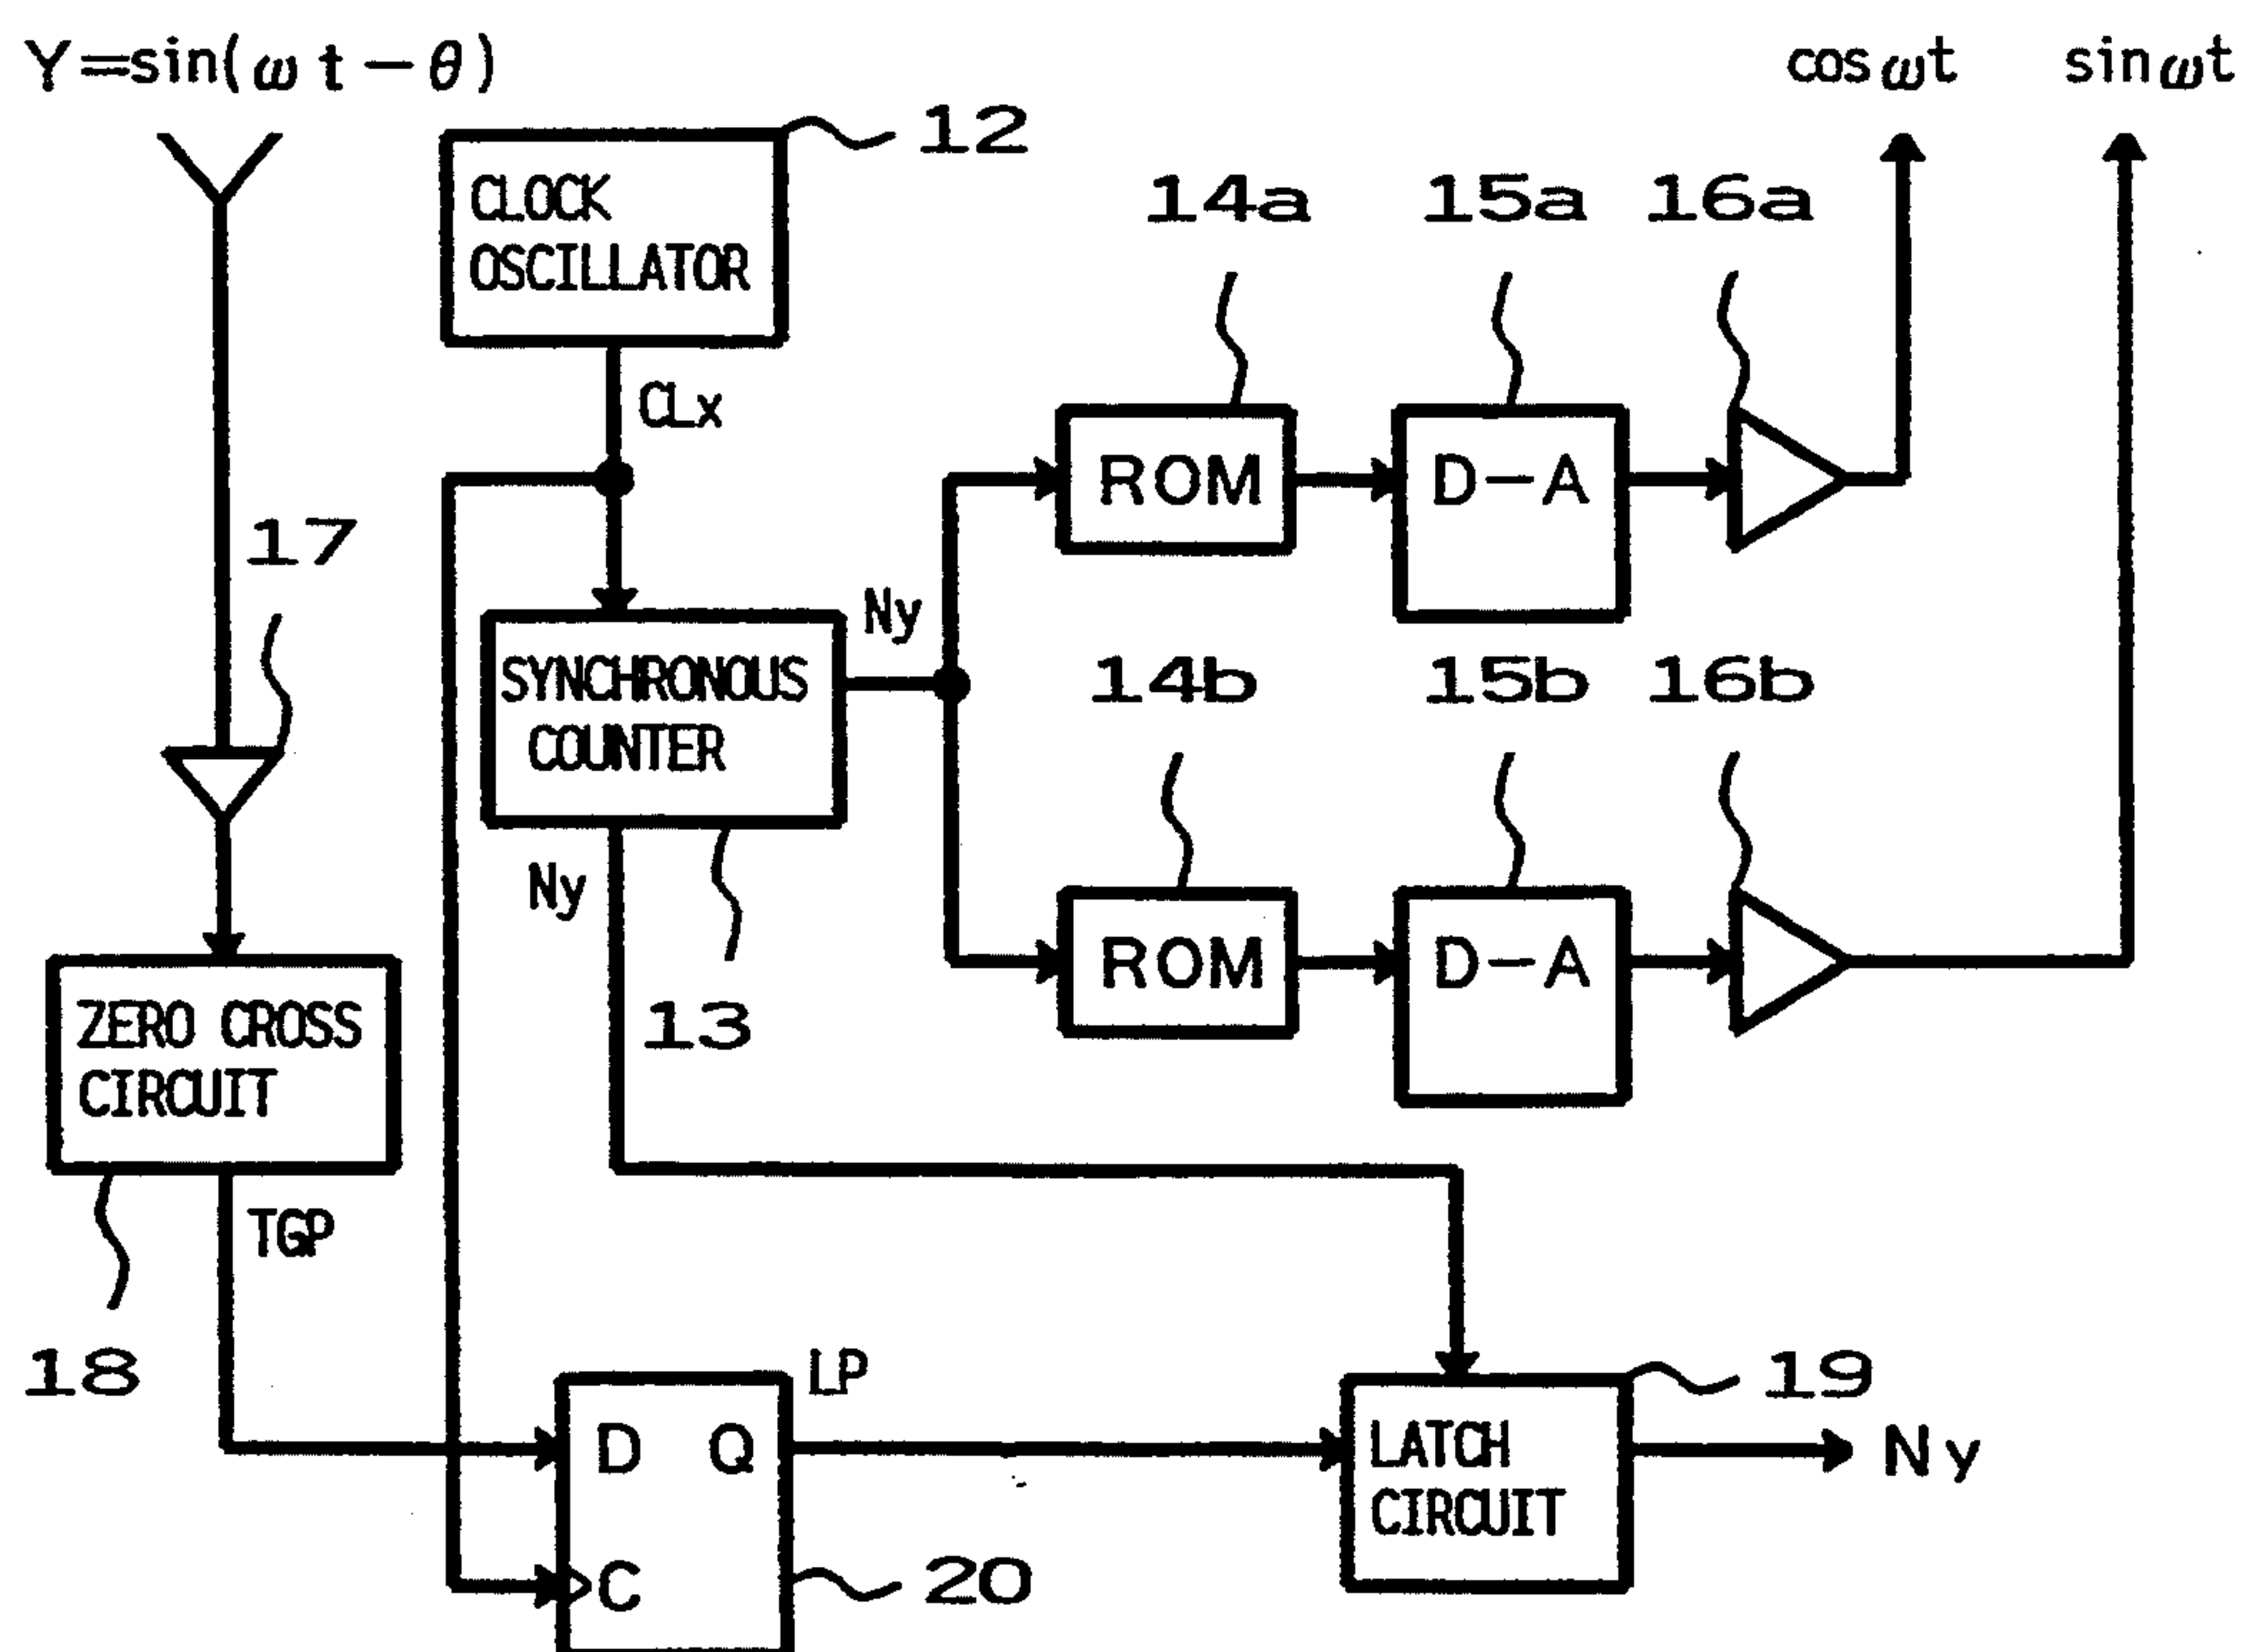 Y=sin(ωt-θ)
cosωt
sinωt
12
CLOCK
OSCILLATOR
14a
15a
16a
CLx
ROM
D-A
17
Ny
SYNCHRONOUS
COUNTER
14b
15b
16b
Ny
13
ROM
D-A
ZERO CROSS
CIRCUIT
TGP
18
LP
19
D Q
LATCH
CIRCUIT
Ny
C
20